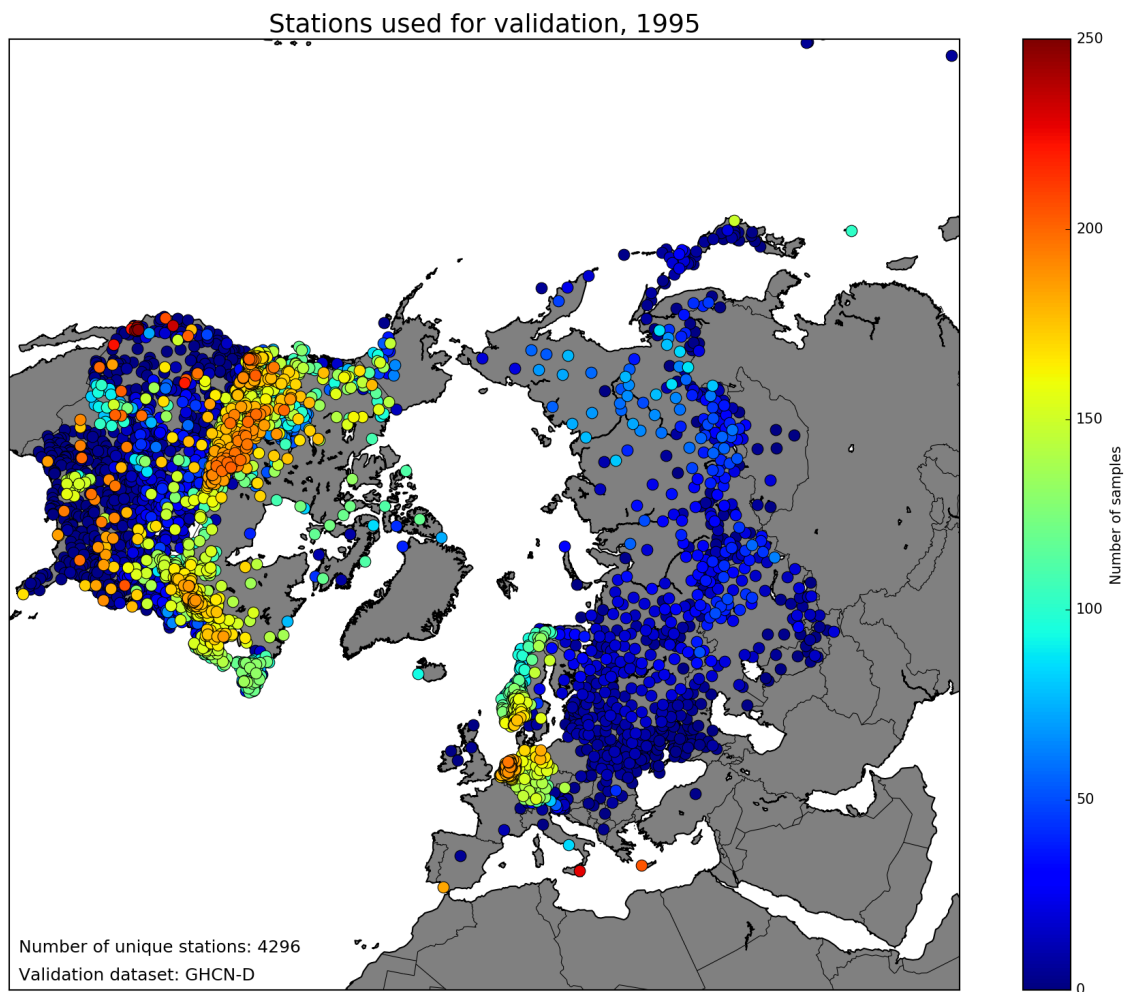 Stations used for validation, 1995
250
200
150
100
50
0
Number of samples
Number of unique stations: 4296
Validation dataset: GHCN-D